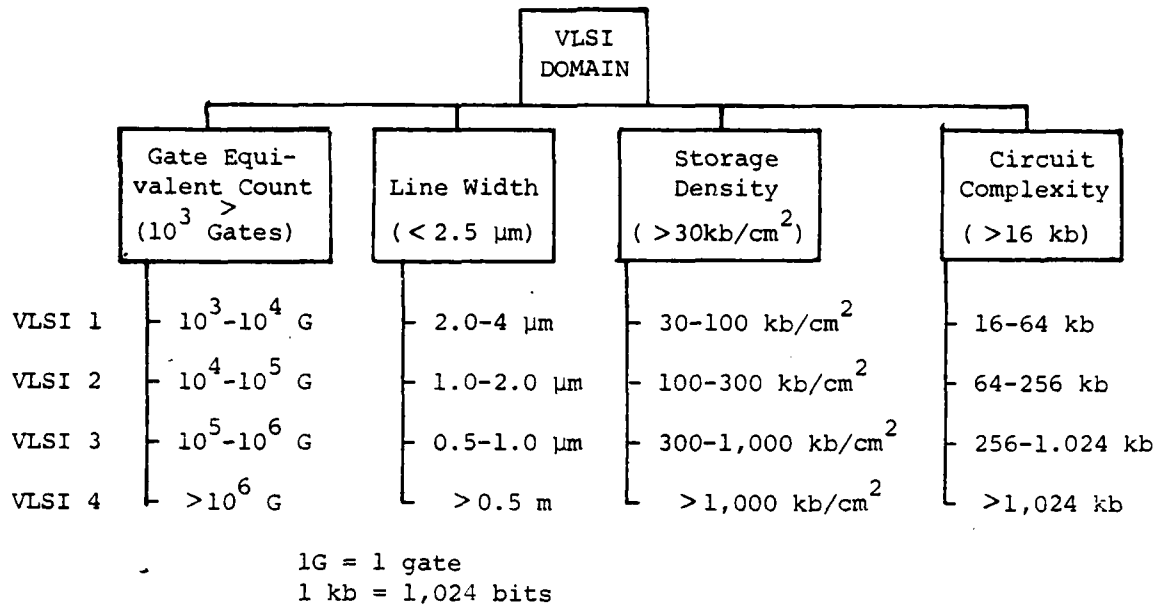 VLSI
DOMAIN
Gate Equi-
valent Count
>
(10^3 Gates)
Line Width
(< 2.5 μm)
Storage
Density
( >30kb/cm^2)
Circuit
Complexity
( >16 kb)
VLSI 1 10^3-10^4 G 2.0-4 μm 30-100 kb/cm^2 16-64 kb
VLSI 2 10^4-10^5 G 1.0-2.0 μm 100-300 kb/cm^2 64-256 kb
VLSI 3 10^5-10^6 G 0.5-1.0 μm 300-1,000 kb/cm^2 256-1.024 kb
VLSI 4 >10^6 G >0.5 m >1,000 kb/cm^2 >1,024 kb
1G = 1 gate
1 kb = 1,024 bits